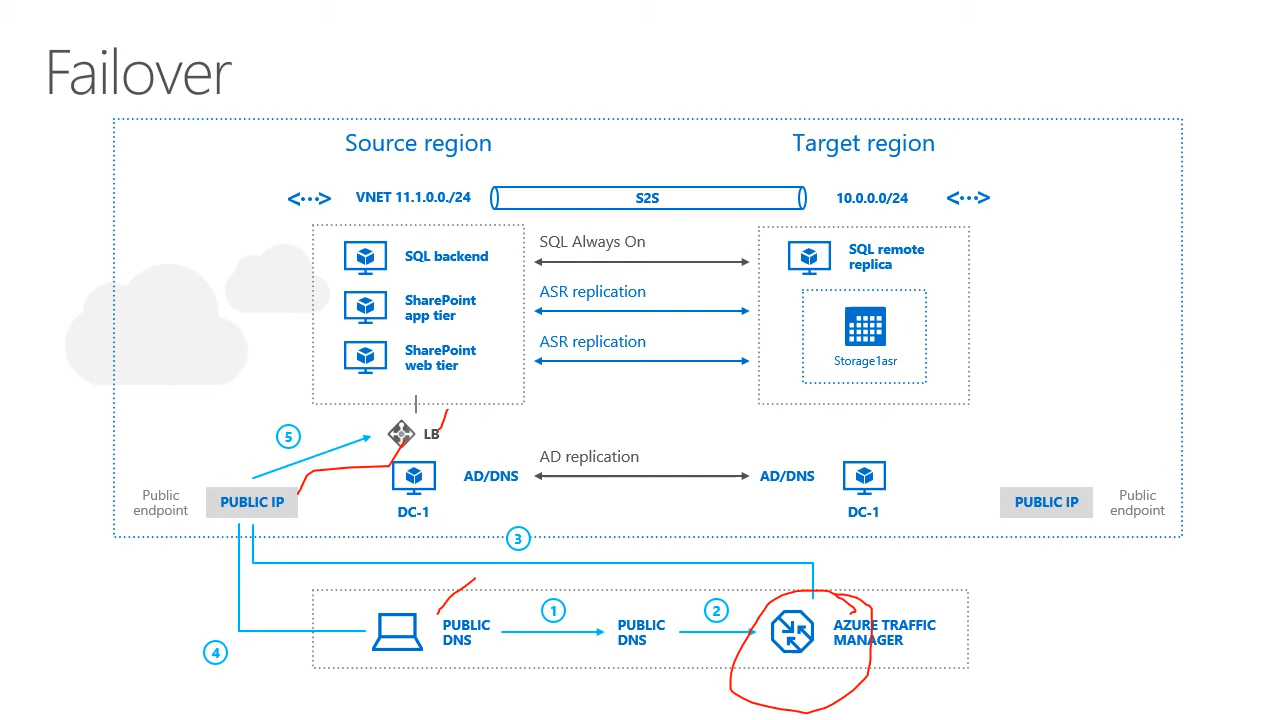 Failover
Source region
Target region
<···>
VNET 11.1.0.0./24
S2S
10.0.0.0/24
<···>
SQL backend
SharePoint
app tier
SharePoint
web tier
SQL Always On
ASR replication
ASR replication
SQL remote
replica
Storage1asr
5
LB
AD replication
AD/DNS
AD/DNS
DC-1
DC-1
Public
endpoint
PUBLIC IP
PUBLIC IP
Public
endpoint
3
PUBLIC
DNS
1
PUBLIC
DNS
2
AZURE TRAFFIC
MANAGER
4